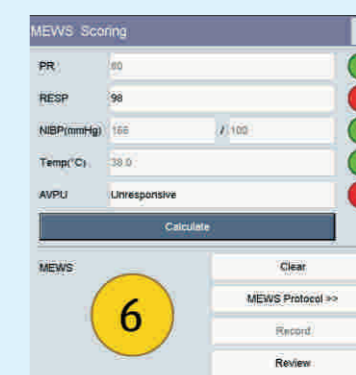 MEWS Scoring
PR 80
RESP 98
NIBP(mmHg) 166 / 100
Temp(°C) 38.0
AVPU Unresponsive
Calculate
MEWS
6
Clear
MEWS Protocol >>
Record
Review